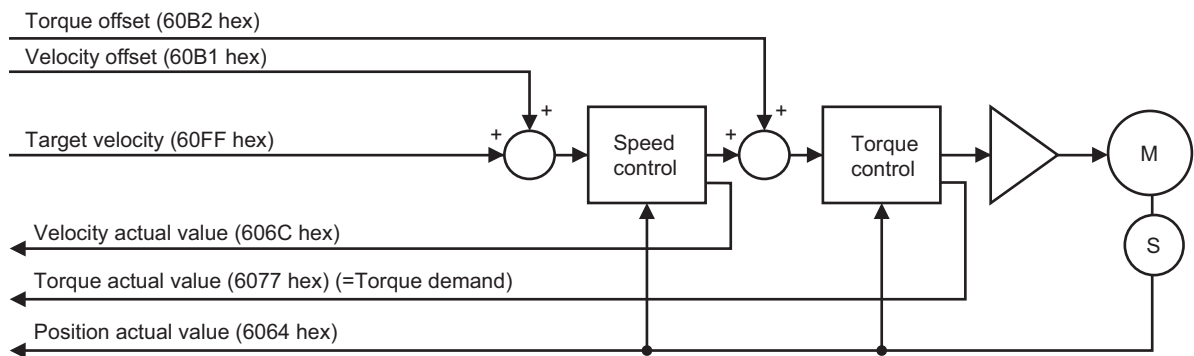 Torque offset (60B2 hex)
Velocity offset (60B1 hex)
+
+
Target velocity (60FF hex)
+
Speed
control
+
Torque
control
M
Velocity actual value (606C hex)
S
Torque actual value (6077 hex) (=Torque demand)
Position actual value (6064 hex)